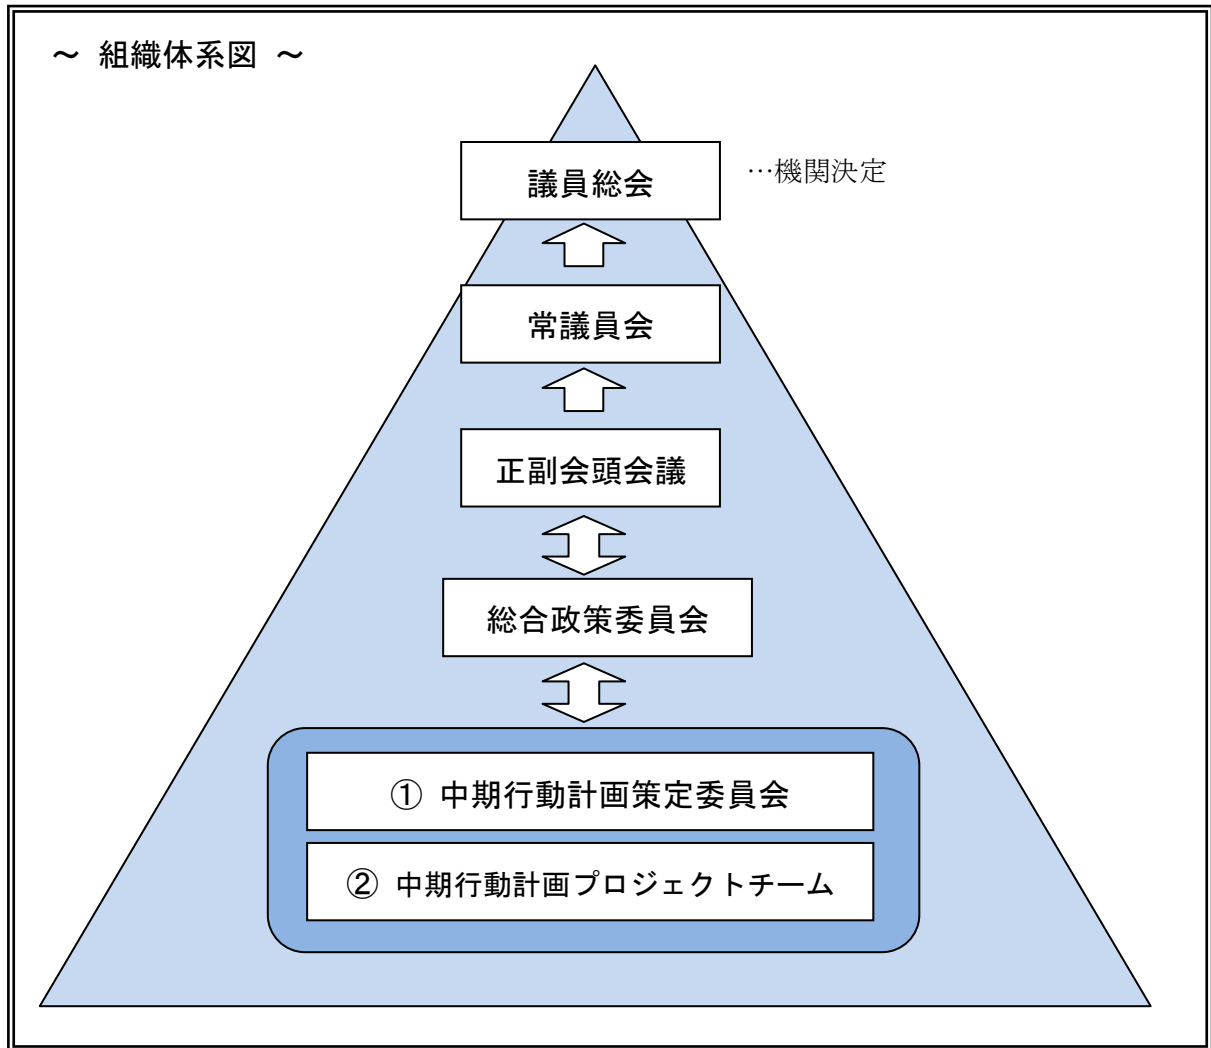 ～ 組織体系図 ～
議員総会
…機関決定
常議員会
正副会頭会議
総合政策委員会
① 中期行動計画策定委員会
② 中期行動計画プロジェクトチーム